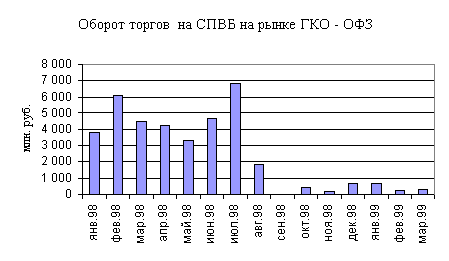 Оборот торгов на СПВБ на рынке ГКО - ОФЗ
млн. руб.
8 000
7 000
6 000
5 000
4 000
3 000
2 000
1 000
0
янв.98
фев.98
мар.98
апр.98
май.98
июн.98
июл.98
авг.98
сен.98
окт.98
ноя.98
дек.98
янв.99
фев.99
мар.99